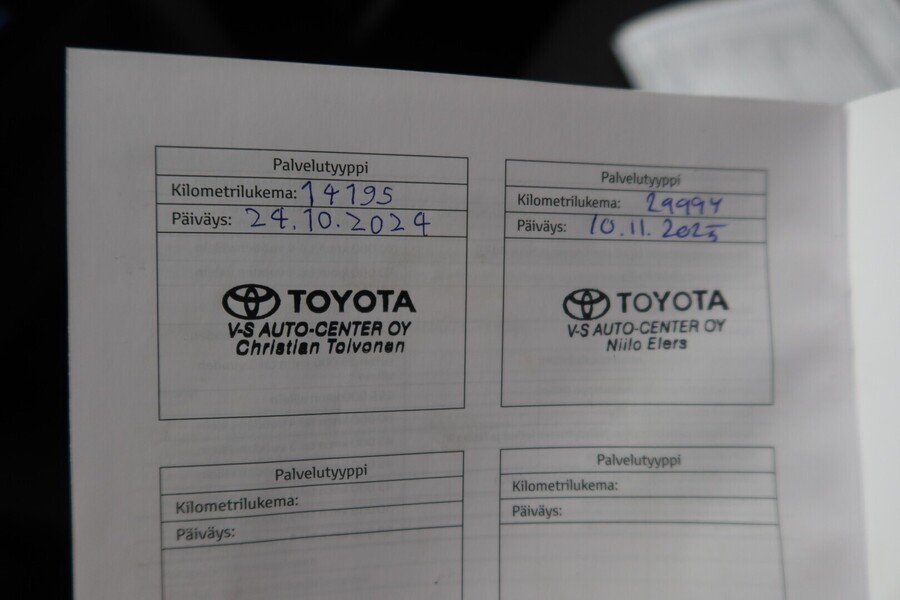 Palvelutyyppi
Kilometrilukema: 14195
Päiväys: 24.10.2024
TOYOTA
V-S AUTO-CENTER OY
Christian Toivonen
Palvelutyyppi
Kilometrilukema: 29994
Päiväys: 10.11.2025
TOYOTA
V-S AUTO-CENTER OY
Niilo Elers
Palvelutyyppi
Kilometrilukema:
Päiväys:
Palvelutyyppi
Kilometrilukema:
Päiväys: